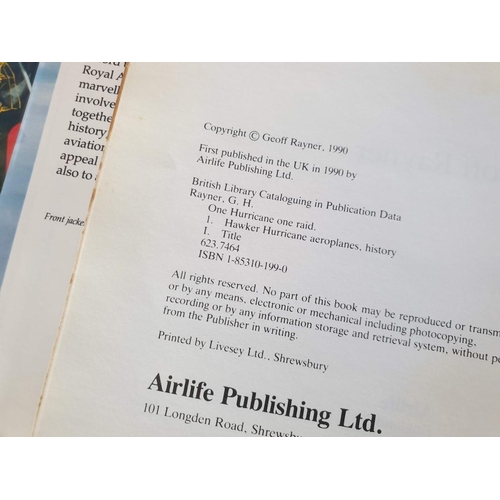 Royal A
marvell
involve
togethe
history
aviation
appeal
also to a
Front jacke
Copyright © Geoff Rayner, 1990
First published in the UK in 1990 by
Airlife Publishing Ltd.
British Library Cataloguing in Publication Data
Rayner, G. H.
One Hurricane one raid.
1. Hawker Hurricane aeroplanes, history
I. Title
623.7464
ISBN 1-85310-199-0
All rights reserved. No part of this book may be reproduced or transm
or by any means, electronic or mechanical including photocopying,
recording or by any information storage and retrieval system, without pe
from the Publisher in writing.
Printed by Livesey Ltd., Shrewsbury
Airlife Publishing Ltd.
101 Longden Road, Shrewsb